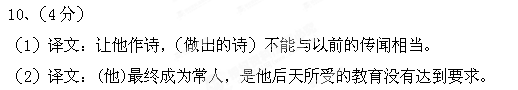 10、（4分）
（1）译文：让他作诗，（做出的诗）不能与以前的传闻相当。
（2）译文：(他)最终成为常人，是他后天所受的教育没有达到要求。